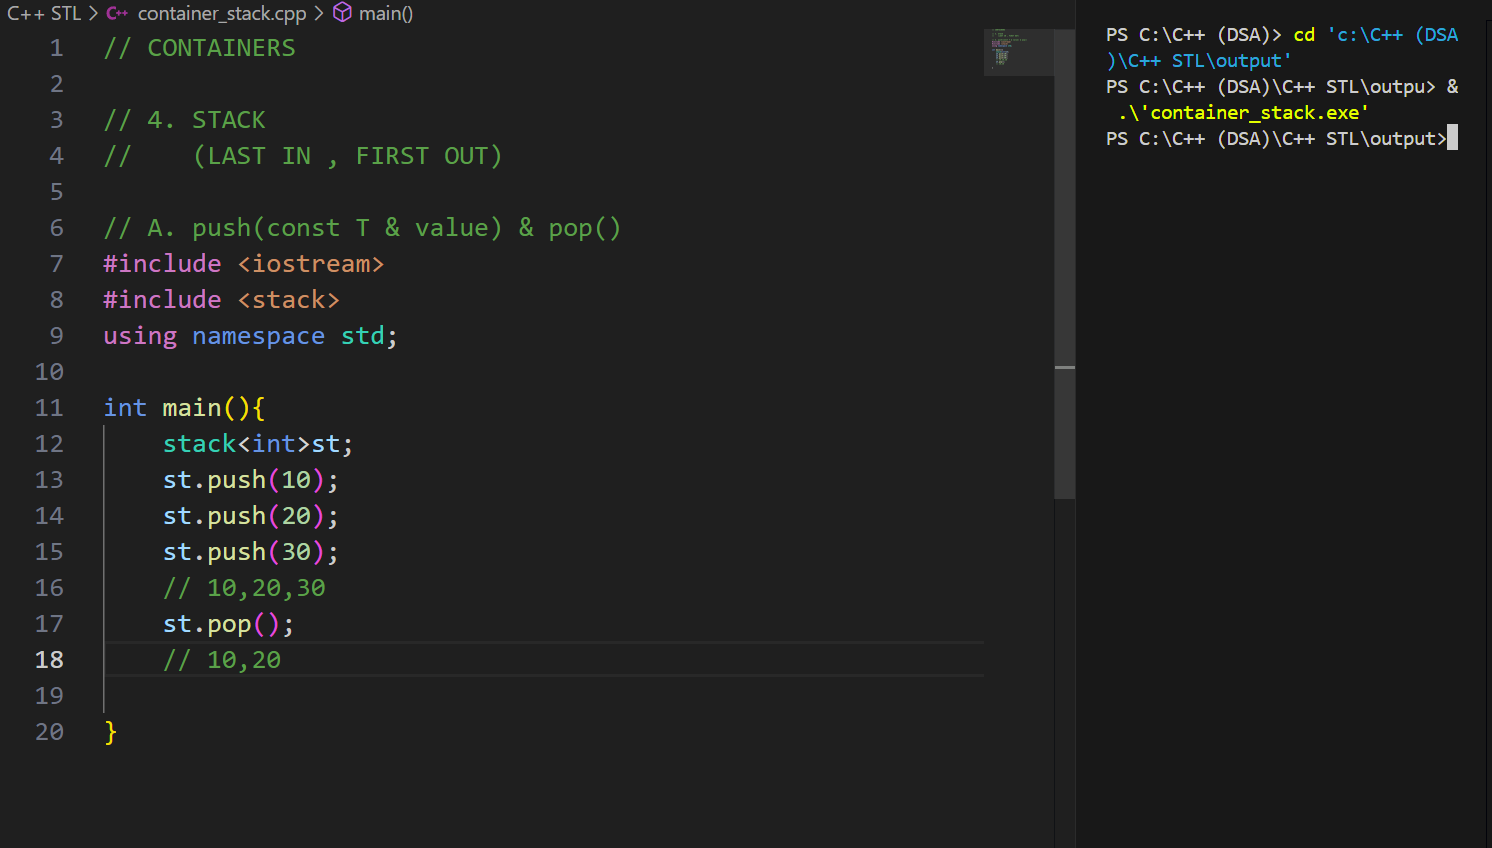 C++ STL > C++ container_stack.cpp > main()
1 // CONTAINERS
2
3 // 4. STACK
4 //    (LAST IN , FIRST OUT)
5
6 // A. push(const T & value) & pop()
7 #include <iostream>
8 #include <stack>
9 using namespace std;
10
11 int main(){
12     stack<int>st;
13     st.push(10);
14     st.push(20);
15     st.push(30);
16     // 10,20,30
17     st.pop();
18     // 10,20
19
20 }
PS C:\C++ (DSA)> cd 'c:\C++ (DSA
)\C++ STL\output'
PS C:\C++ (DSA)\C++ STL\outpu> &
 .\'container_stack.exe'
PS C:\C++ (DSA)\C++ STL\output>